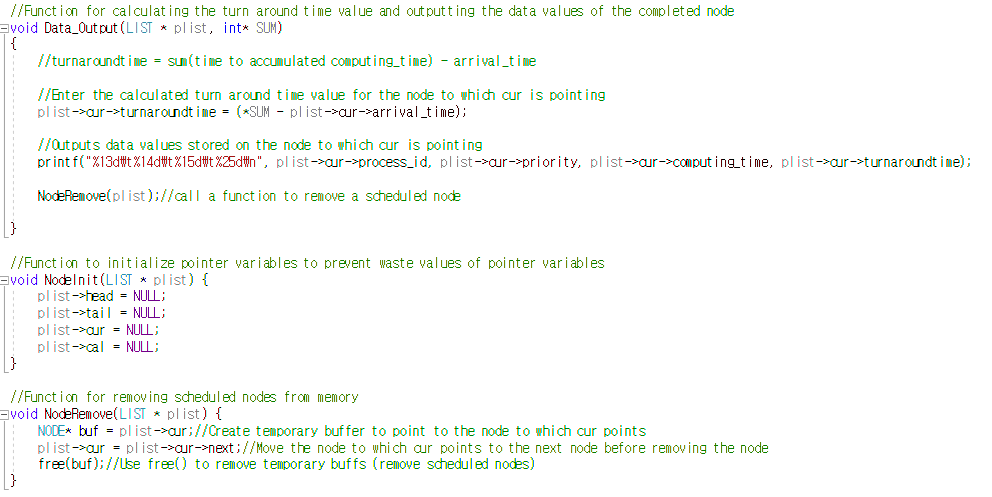 //Function for calculating the turn around time value and outputting the data values of the completed node
void Data_Output(LIST * plist, int* SUM)
{
//turnaroundtime = sum(time to accumulated computing_time) - arrival_time
//Enter the calculated turn around time value for the node to which cur is pointing
plist->cur->turnaroundtime = (*SUM - plist->cur->arrival_time);
//Outputs data values stored on the node to which cur is pointing
printf("%13d₩t%14d₩t%15d₩t%25d₩n", plist->cur->process_id, plist->cur->priority, plist->cur->computing_time, plist->cur->turnaroundtime);
NodeRemove(plist);//call a function to remove a scheduled node
}
//Function to initialize pointer variables to prevent waste values of pointer variables
void NodeInit(LIST * plist) {
plist->head = NULL;
plist->tail = NULL;
plist->cur = NULL;
plist->cal = NULL;
}
//Function for removing scheduled nodes from memory
void NodeRemove(LIST * plist) {
NODE* buf = plist->cur;//Create temporary buffer to point to the node to which cur points
plist->cur = plist->cur->next;//Move the node to which cur points to the next node before removing the node
free(buf);//Use free() to remove temporary buffs (remove scheduled nodes)
}